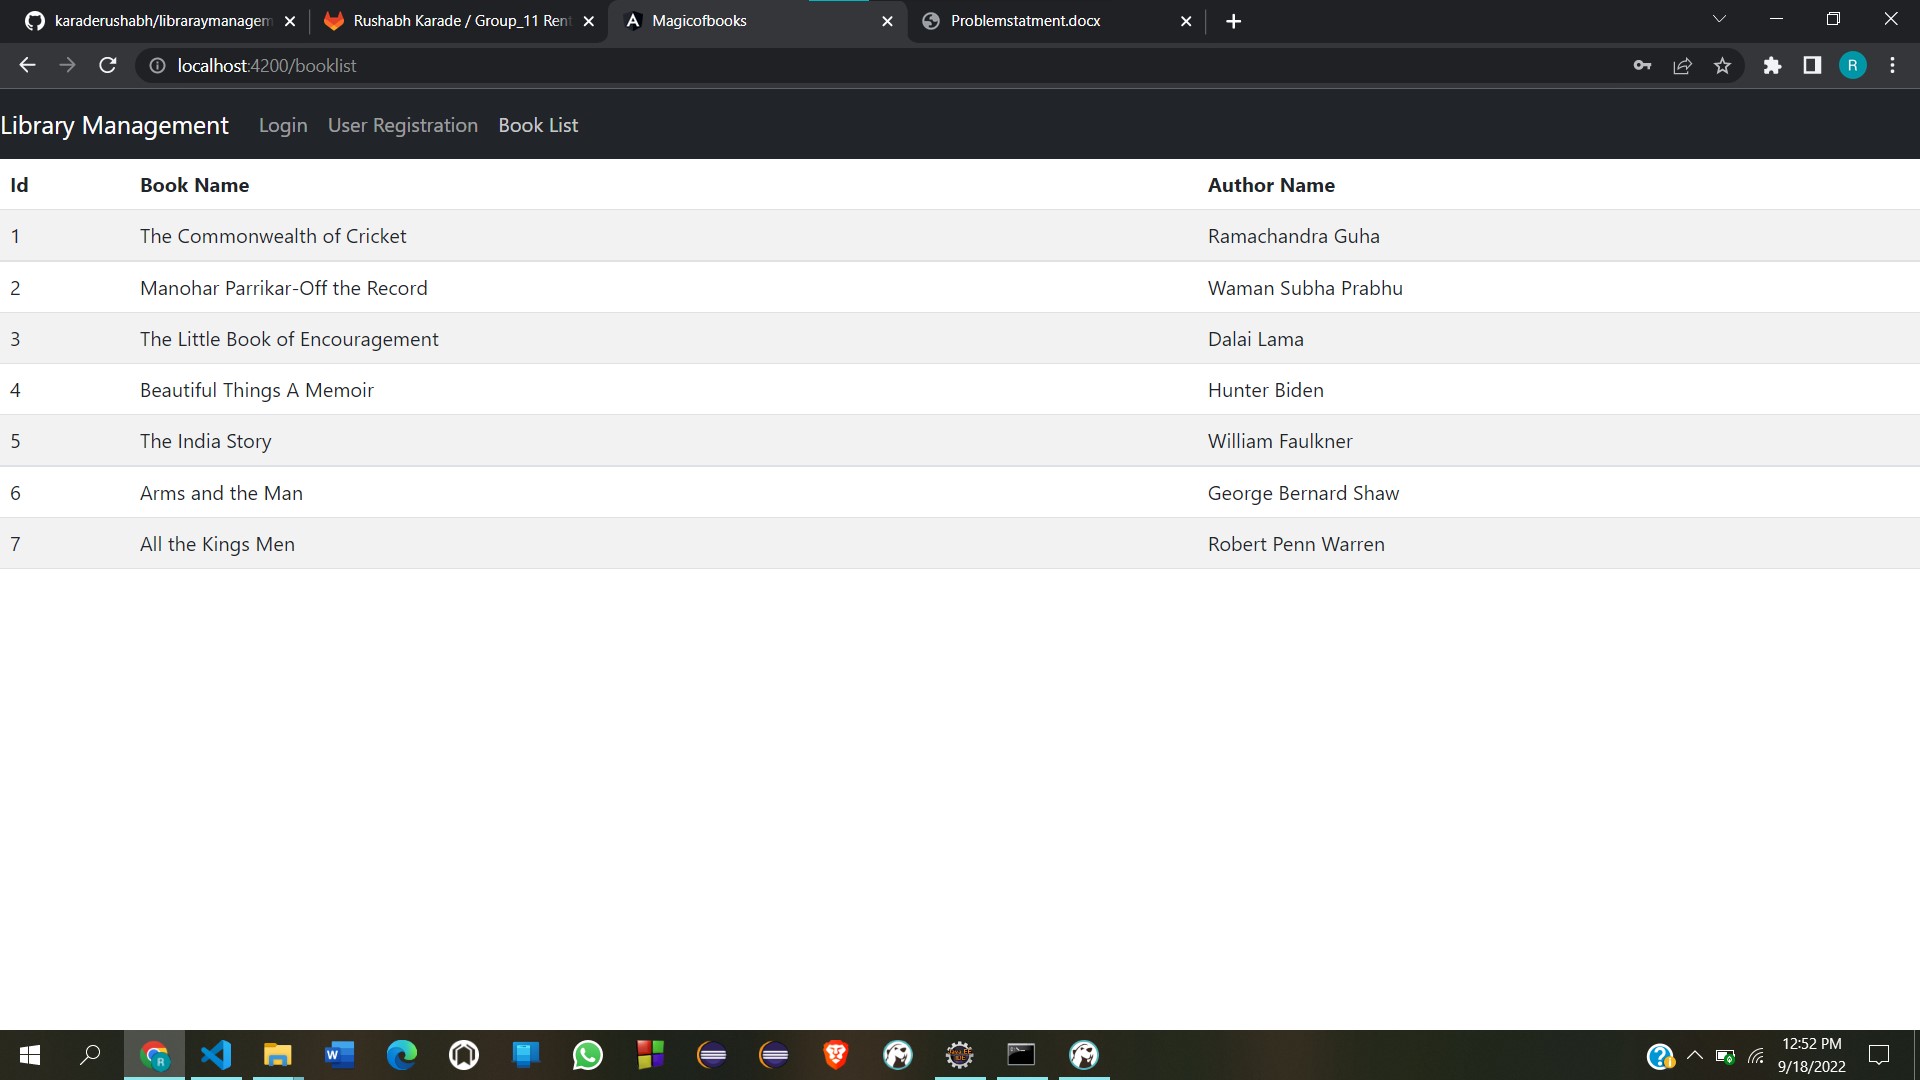 karaderushabh/libraraymanagem
Rushabh Karade / Group_11 Rent
Magicofbooks
Problemstatment.docx
localhost:4200/booklist
R
Library Management Login User Registration Book List
Id Book Name Author Name
1 The Commonwealth of Cricket Ramachandra Guha
2 Manohar Parrikar-Off the Record Waman Subha Prabhu
3 The Little Book of Encouragement Dalai Lama
4 Beautiful Things A Memoir Hunter Biden
5 The India Story William Faulkner
6 Arms and the Man George Bernard Shaw
7 All the Kings Men Robert Penn Warren
12:52 PM
9/18/2022